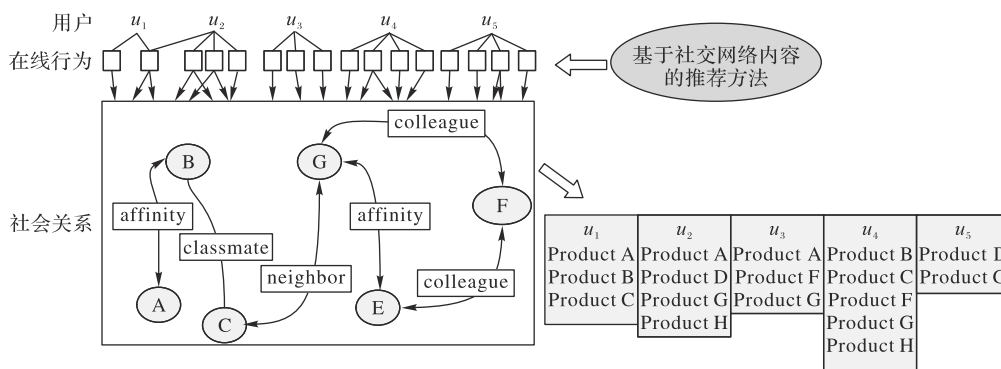 用户
u1
u2
u3
u4
u5
在线行为
基于社交网络内容
的推荐方法
社会关系
colleague
B
G
F
affinity
affinity
classmate
neighbor
colleague
A
C
E
u1
Product A
Product B
Product C
u2
Product A
Product D
Product G
Product H
u3
Product A
Product F
Product G
u4
Product B
Product C
Product F
Product G
Product H
u5
Product D
Product